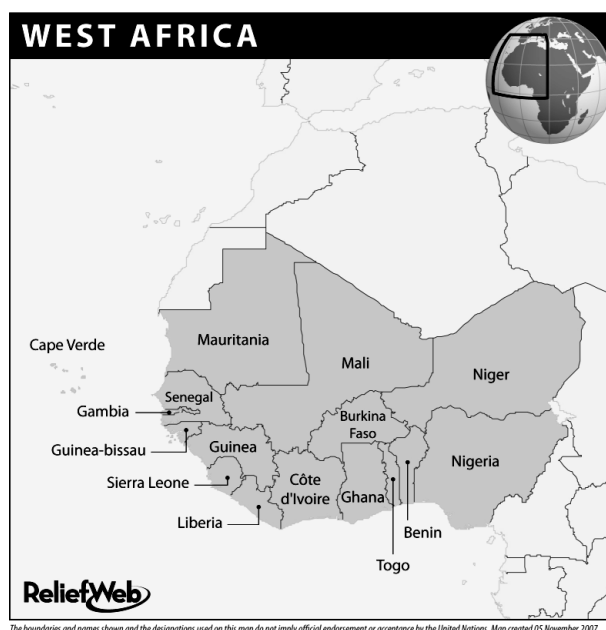 WEST AFRICA
Mauritania
Cape Verde
Mali
Niger
Senegal
Gambia
Burkina
Faso
Guinea-bissau
Guinea
Nigeria
Sierra Leone
Côte
d'Ivoire
Ghana
Liberia
Benin
Togo
ReliefWeb
The boundaries and names shown and the designations used on this map do not imply official endorsement or acceptance by the United Nations. Map created 05 November 2007